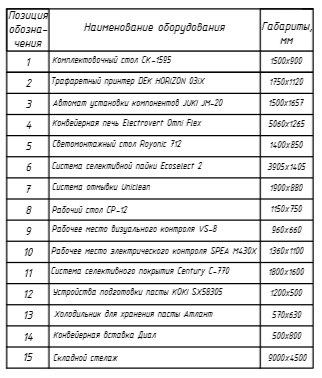 Позиция обозна- чения Наименование оборудования Габариты, мм
1 Комплектовочный стол СК-1595 1500х900
2 Трафаретный принтер DEK HORIZON 03iX 1750х1120
3 Автомат установки компонентов JUKI JM-20 1500х1657
4 Конвейерная печь Electrovert Omni Flex 5060х1265
5 Светомонтажный стол Royonic 712 1400х850
6 Система селективной пайки Ecoselect 2 3905х1405
7 Система отмывки Uniclean 1900х880
8 Рабочий стол СР-12 1150х750
9 Рабочее место визуального контроля VS-8 960х660
10 Рабочее место электрического контроля SPEA M430X 1360х1100
11 Система селективного покрытия Century C-770 1800х1600
12 Устройства подготовки пасты KOKI SX58305 1200х500
13 Холодильник для хранения пасты Атлант 570х630
14 Конвейерная вставка Диал 500х800
15 Складной стелаж 9000х4500